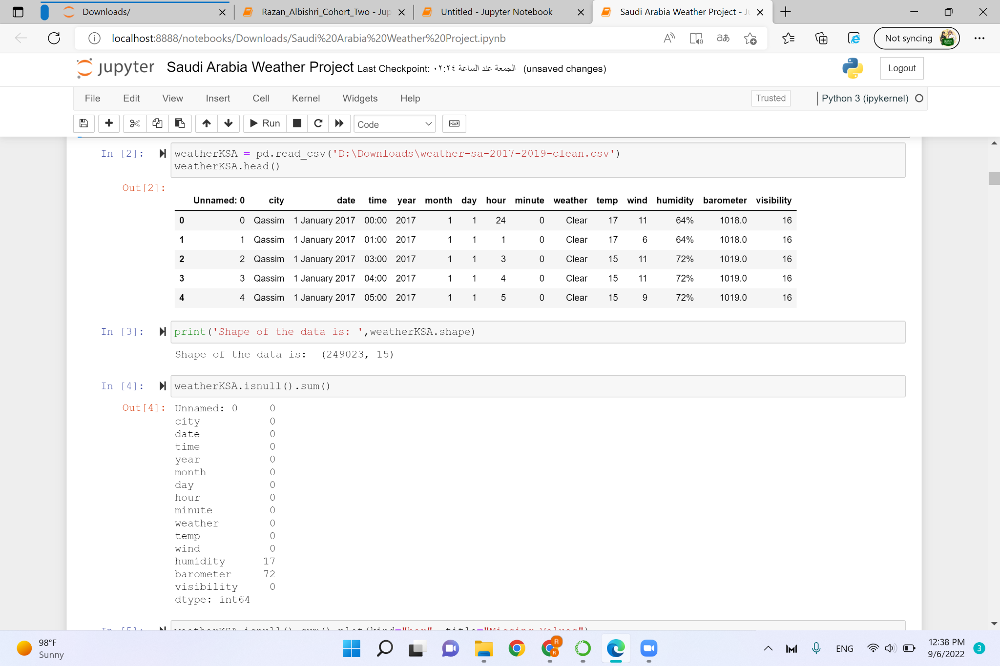 Downloads/
Razan_Albishri_Cohort_Two - Jup
Untitled - Jupyter Notebook
Saudi Arabia Weather Project - Ju
localhost:8888/notebooks/Downloads/Saudi%20Arabia%20Weather%20Project.ipynb
Not syncing
jupyter Saudi Arabia Weather Project Last Checkpoint: الجمعة عند الساعة ٠٢:٢٤ (unsaved changes)
Logout
File Edit View Insert Cell Kernel Widgets Help Trusted Python 3 (ipykernel)
Run Code
In [2]: weatherKSA = pd.read_csv('D:\Downloads\weather-sa-2017-2019-clean.csv')
weatherKSA.head()
Out[2]:
Unnamed: 0 city date time year month day hour minute weather temp wind humidity barometer visibility
0 0 Qassim 1 January 2017 00:00 2017 1 1 24 0 Clear 17 11 64% 1018.0 16
1 1 Qassim 1 January 2017 01:00 2017 1 1 1 0 Clear 17 6 64% 1018.0 16
2 2 Qassim 1 January 2017 03:00 2017 1 1 3 0 Clear 15 11 72% 1019.0 16
3 3 Qassim 1 January 2017 04:00 2017 1 1 4 0 Clear 15 11 72% 1019.0 16
4 4 Qassim 1 January 2017 05:00 2017 1 1 5 0 Clear 15 9 72% 1019.0 16
In [3]: print('Shape of the data is: ',weatherKSA.shape)
Shape of the data is:  (249023, 15)
In [4]: weatherKSA.isnull().sum()
Out[4]: Unnamed: 0 0
city 0
date 0
time 0
year 0
month 0
day 0
hour 0
minute 0
weather 0
temp 0
wind 0
humidity 17
barometer 72
visibility 0
dtype: int64
In [5]: weatherKSA.isnull().sum().plot(kind="bar", title="Missing Values")
98°F
Sunny
ENG
12:38 PM
9/6/2022
3